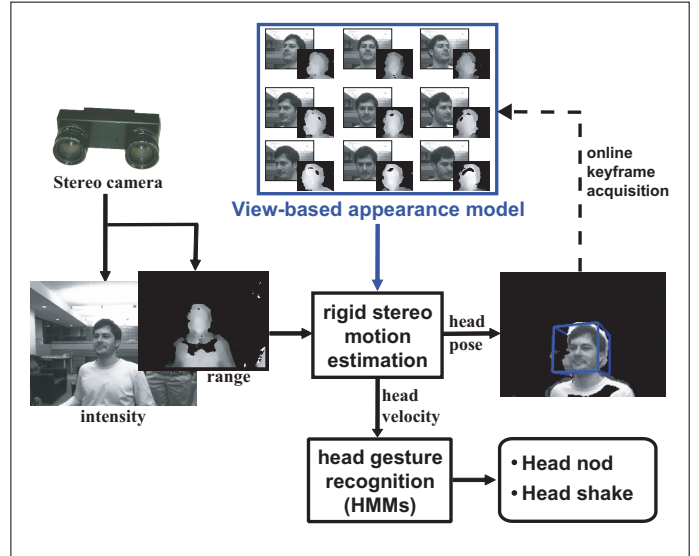 Stereo camera
View-based appearance model
online
keyframe
acquisition
intensity
range
rigid stereo
motion
estimation
head
pose
head
velocity
head gesture
recognition
(HMMs)
• Head nod
• Head shake